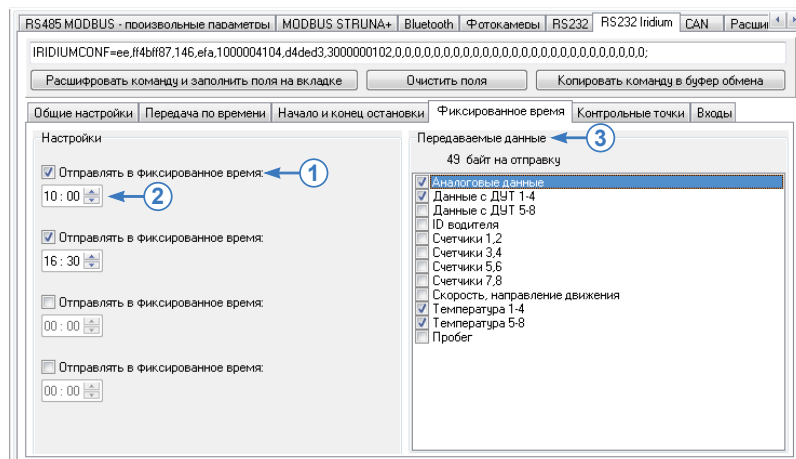 RS485 MODBUS - произвольные параметры MODBUS STRUNA+ Bluetooth Фотокамеры RS232 RS232 Iridium CAN Расши
IRIDIUMCONF=ee,ff4bff87,146,efa,1000004104,d4ded3,3000000102,0,0,0,0,0,0,0,0,0,0,0,0,0,0,0,0,0,0,0,0,0,0,0,0,0;
Расшифровать команду и заполнить поля на вкладке Очистить поля Копировать команду в буфер обмена
Общие настройки Передача по времени Начало и конец остановки Фиксированное время Контрольные точки Входы
Настройки
Отправлять в фиксированное время: 1
10 : 00 2
Отправлять в фиксированное время:
16 : 30
Отправлять в фиксированное время:
00 : 00
Отправлять в фиксированное время:
00 : 00
Передаваемые данные 3
49 байт на отправку
Аналоговые данные
Данные с ДУТ 1-4
Данные с ДУТ 5-8
ID водителя
Счетчики 1,2
Счетчики 3,4
Счетчики 5,6
Счетчики 7,8
Скорость, направление движения
Температура 1-4
Температура 5-8
Пробег